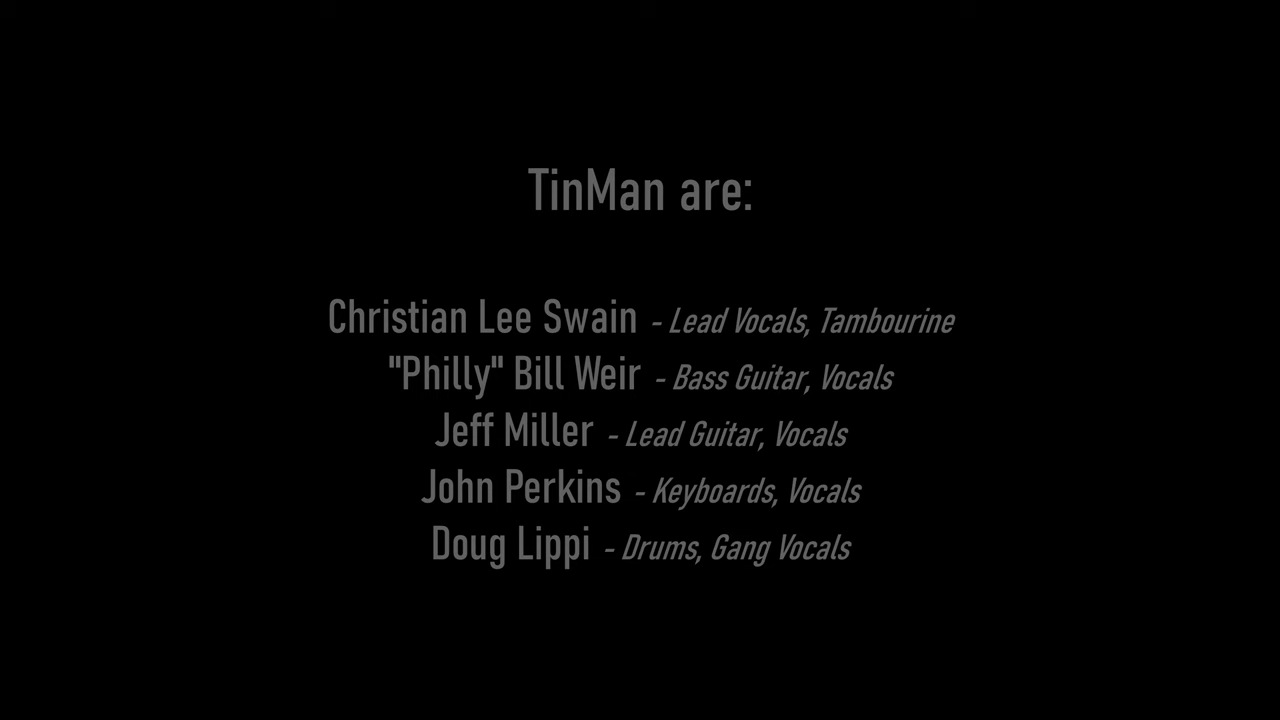 TinMan are:
Christian Lee Swain - Lead Vocals, Tambourine
"Philly" Bill Weir - Bass Guitar, Vocals
Jeff Miller - Lead Guitar, Vocals
John Perkins - Keyboards, Vocals
Doug Lippi - Drums, Gang Vocals